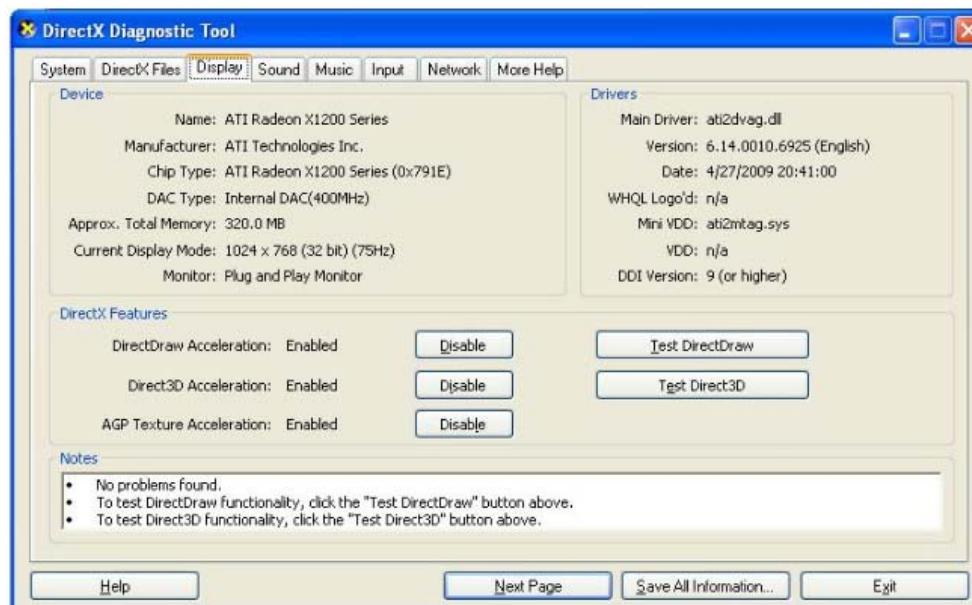 DirectX Diagnostic Tool
System DirectX Files Display Sound Music Input Network More Help
Device
Name: ATI Radeon X1200 Series
Manufacturer: ATI Technologies Inc.
Chip Type: ATI Radeon X1200 Series (0x791E)
DAC Type: Internal DAC(400MHz)
Approx. Total Memory: 320.0 MB
Current Display Mode: 1024 x 768 (32 bit) (75Hz)
Monitor: Plug and Play Monitor
Drivers
Main Driver: ati2dvag.dll
Version: 6.14.0010.6925 (English)
Date: 4/27/2009 20:41:00
WHQL Logo'd: n/a
Mini VDD: ati2mtag.sys
VDD: n/a
DDI Version: 9 (or higher)
DirectX Features
DirectDraw Acceleration: Enabled Disable Test DirectDraw
Direct3D Acceleration: Enabled Disable Test Direct3D
AGP Texture Acceleration: Enabled Disable
Notes
• No problems found.
• To test DirectDraw functionality, click the "Test DirectDraw" button above.
• To test Direct3D functionality, click the "Test Direct3D" button above.
Help Next Page Save All Information... Exit